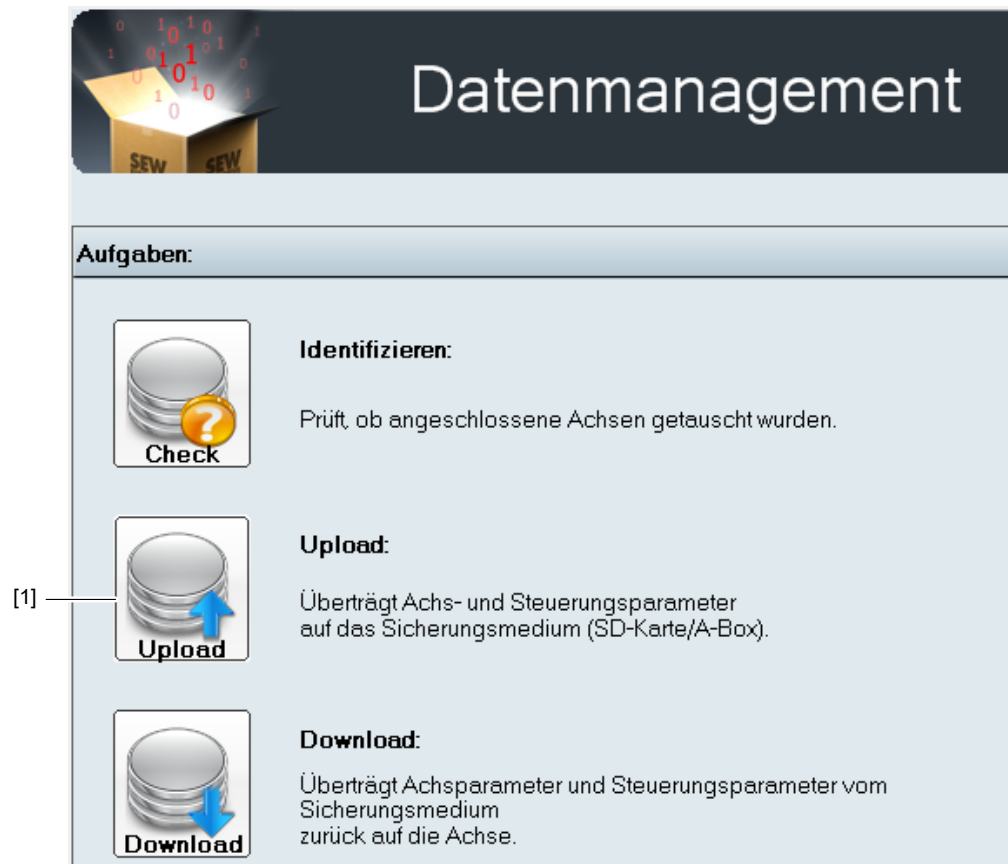 Datenmanagement
SEW SEW
Aufgaben:
Check
Identifizieren:
Prüft, ob angeschlossene Achsen getauscht wurden.
[1]
Upload
Upload:
Überträgt Achs- und Steuerungsparameter
auf das Sicherungsmedium (SD-Karte/A-Box).
Download
Download:
Überträgt Achsparameter und Steuerungsparameter vom
Sicherungsmedium
zurück auf die Achse.